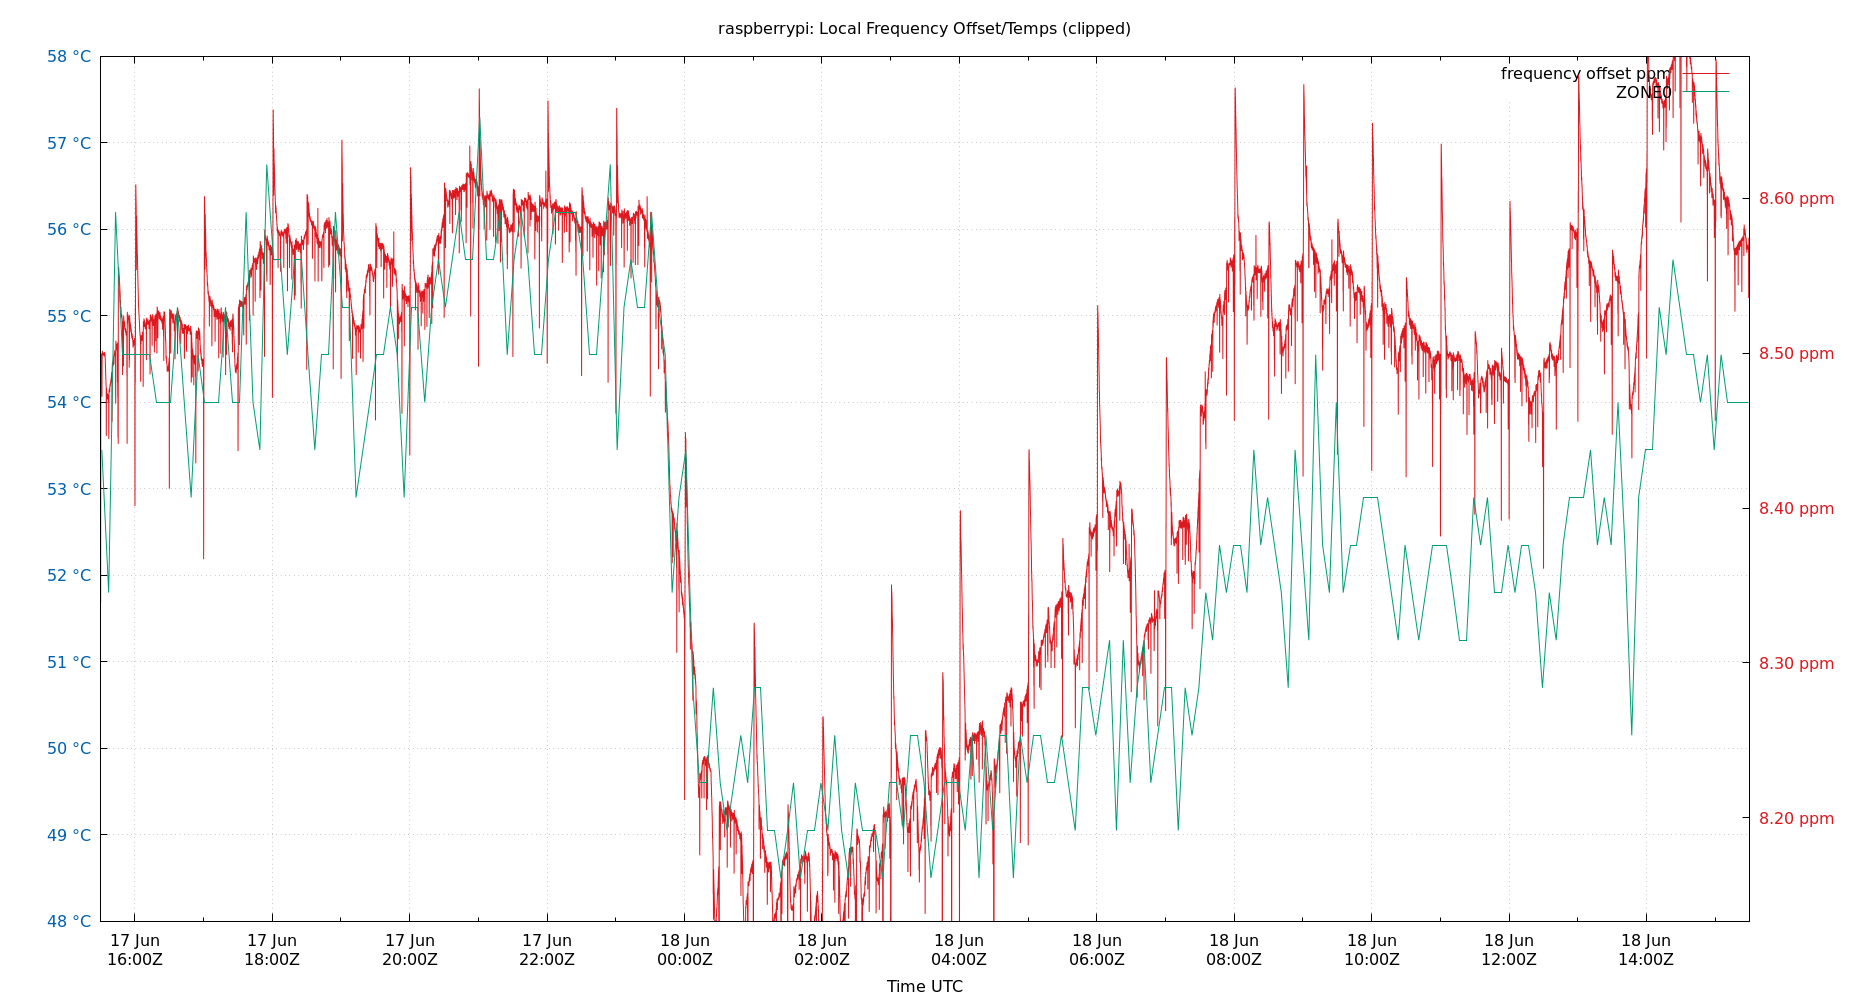 raspberrypi: Local Frequency Offset/Temps (clipped)
58 °C
57 °C
56 °C
55 °C
54 °C
53 °C
52 °C
51 °C
50 °C
49 °C
48 °C
frequency offset ppm
ZONE0
8.60 ppm
8.50 ppm
8.40 ppm
8.30 ppm
8.20 ppm
17 Jun 17 Jun 17 Jun 17 Jun 18 Jun 18 Jun 18 Jun 18 Jun 18 Jun 18 Jun 18 Jun 18 Jun
16:00Z 18:00Z 20:00Z 22:00Z 00:00Z 02:00Z 04:00Z 06:00Z 08:00Z 10:00Z 12:00Z 14:00Z
Time UTC